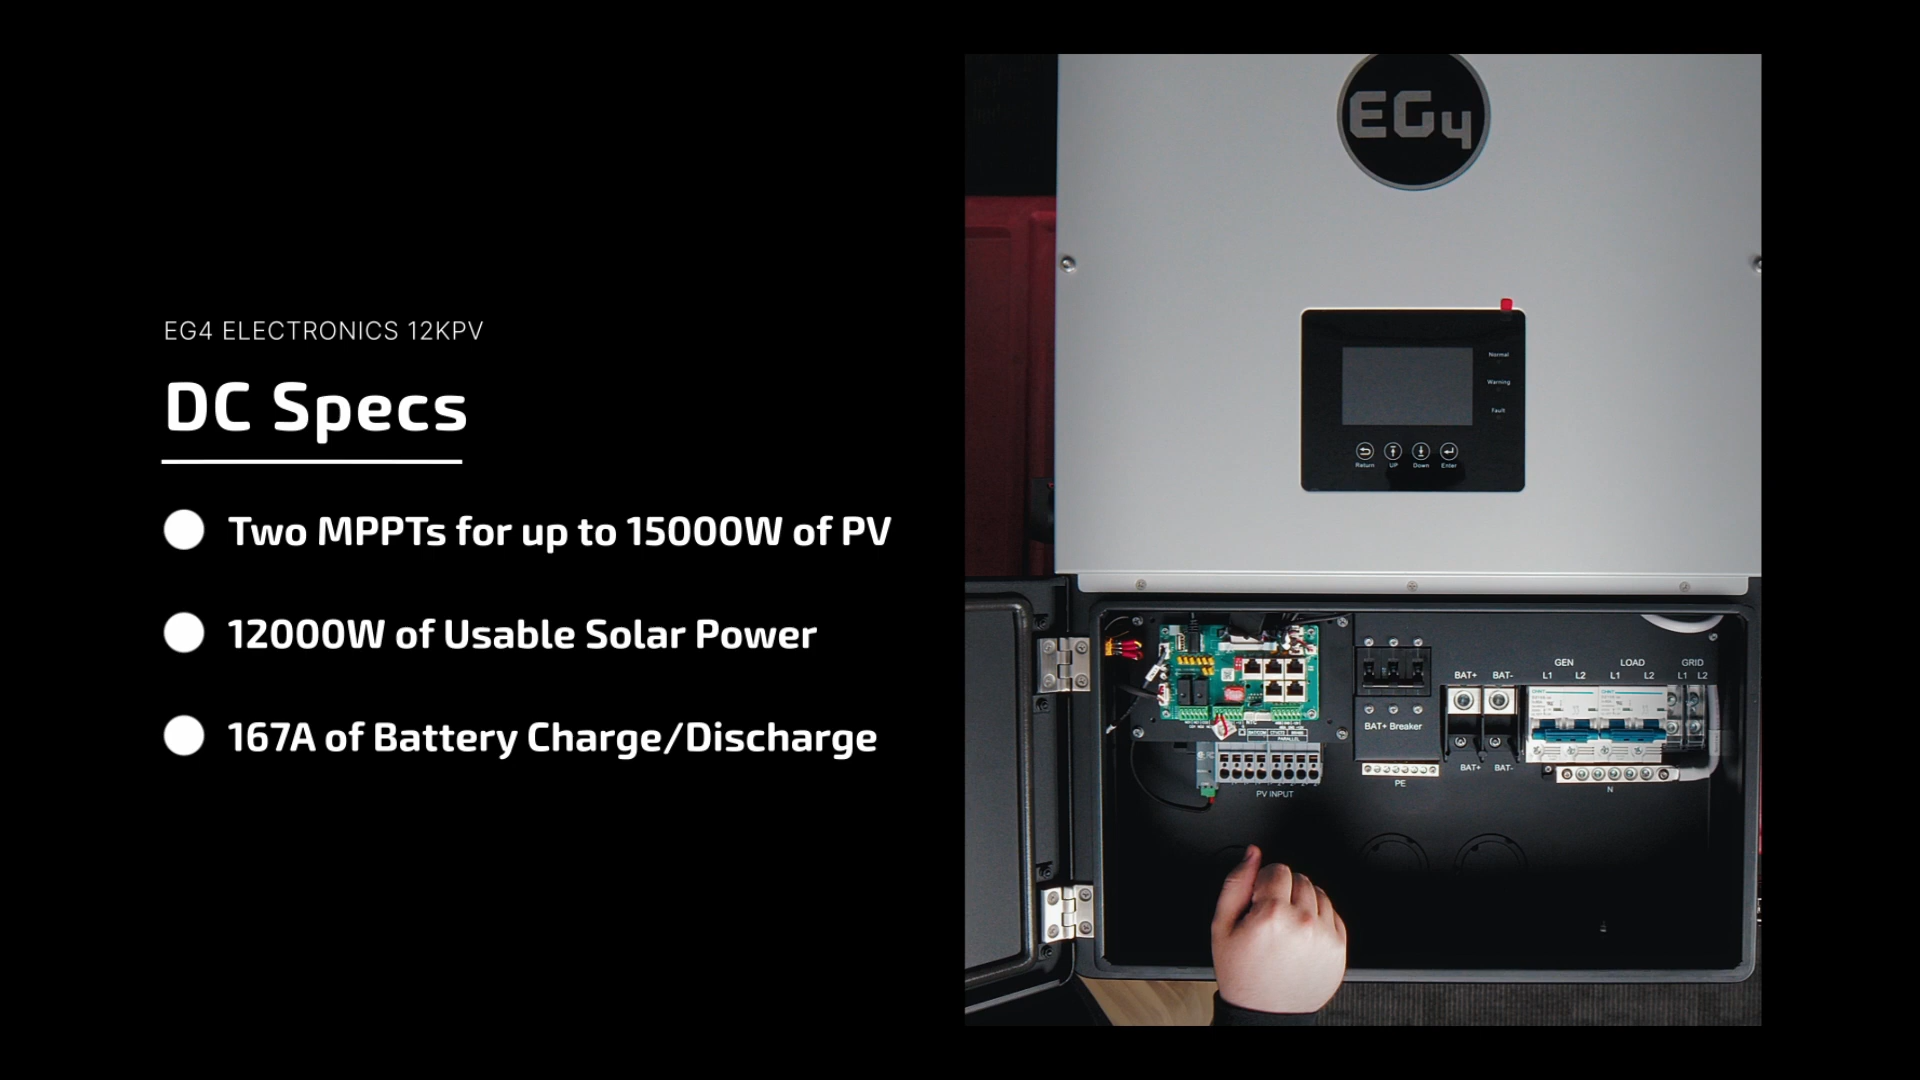 EG4 ELECTRONICS 12KPV
DC Specs
Two MPPTs for up to 15000W of PV
12000W of Usable Solar Power
167A of Battery Charge/Discharge
EG4
Normal
Warning
Fault
Return UP Down Enter
GEN LOAD GRID
BAT+ BAT- L1 L2 L1 L2 L1 L2
BAT+ Breaker
BAT+ BAT-
PARALLEL
PE
N
PV INPUT